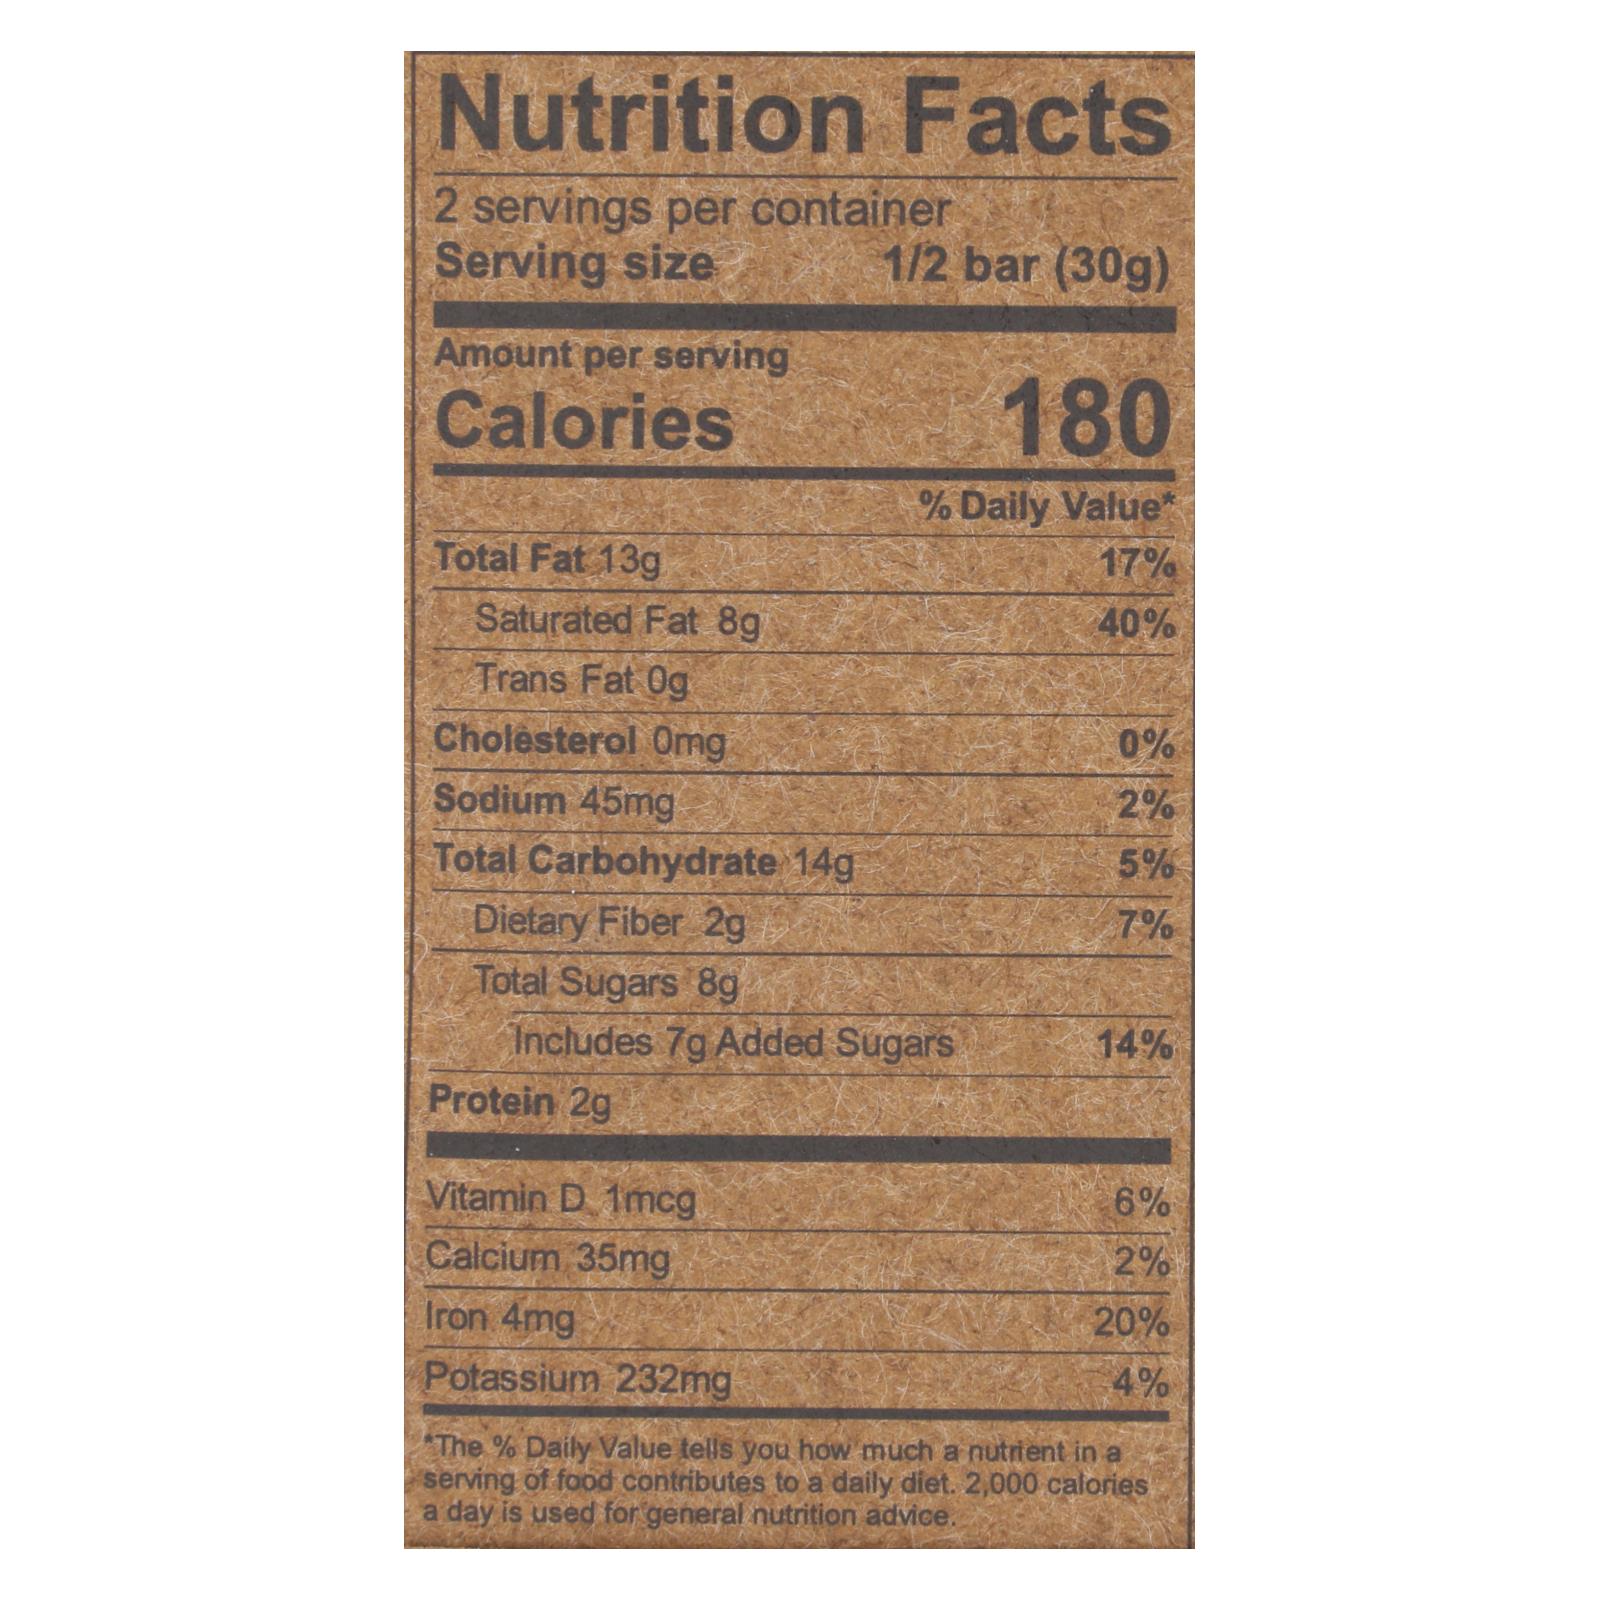 Nutrition Facts
2 servings per container
Serving size 1/2 bar (30g)
Amount per serving
Calories 180
% Daily Value*
Total Fat 13g 17%
Saturated Fat 8g 40%
Trans Fat 0g
Cholesterol 0mg 0%
Sodium 45mg 2%
Total Carbohydrate 14g 5%
Dietary Fiber 2g 7%
Total Sugars 8g
Includes 7g Added Sugars 14%
Protein 2g
Vitamin D 1mcg 6%
Calcium 35mg 2%
Iron 4mg 20%
Potassium 232mg 4%
*The % Daily Value tells you how much a nutrient in a
serving of food contributes to a daily diet. 2,000 calories
a day is used for general nutrition advice.